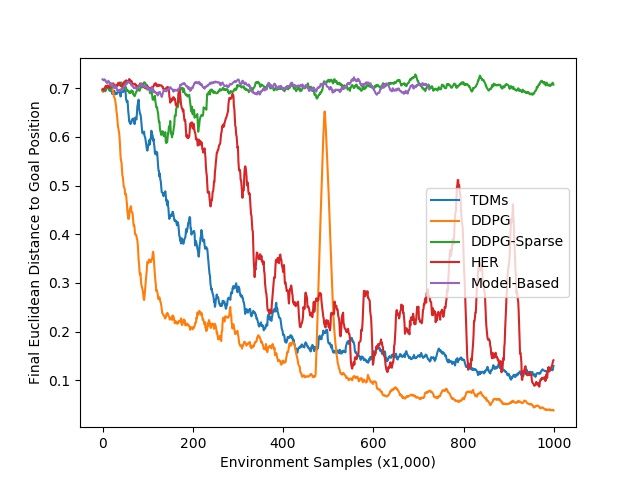 Final Euclidean Distance to Goal Position
0.7
0.6
0.5
0.4
0.3
0.2
0.1
TDMs
DDPG
DDPG-Sparse
HER
Model-Based
0 200 400 600 800 1000
Environment Samples (x1,000)